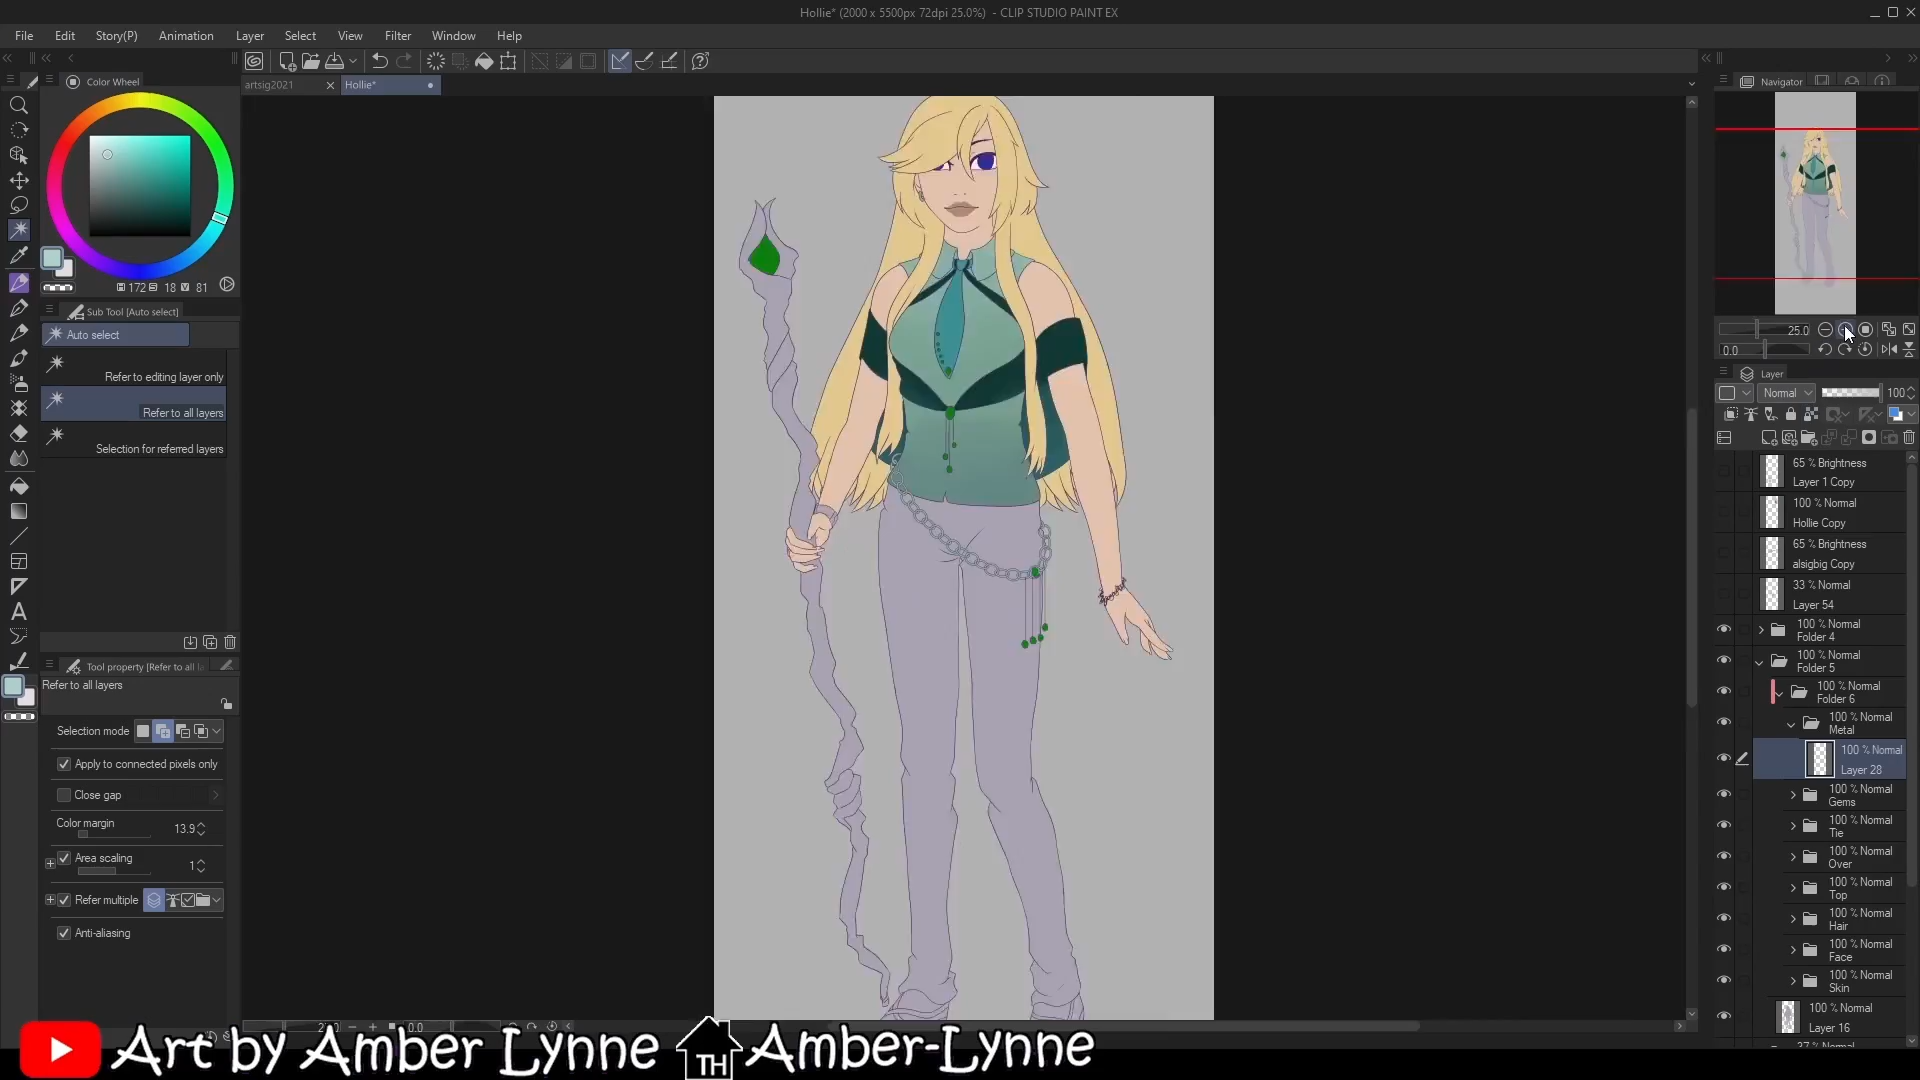 Hollie* (2000 x 5500px 72dpi 25.0%) - CLIP STUDIO PAINT EX
File Edit Story(P) Animation Layer Select View Filter Window Help
Color Wheel
artsig2021
Hollie*
Navigator
172 18 81
Sub Tool [Auto select]
Auto select
Refer to editing layer only
Refer to all layers
Selection for referred layers
Tool property [Refer to all l
Refer to all layers
Selection mode
Apply to connected pixels only
Close gap
Color margin 13.9
Area scaling 1
Refer multiple
Anti-aliasing
25.0
0.0
Layer
Normal 100
65 % Brightness
Layer 1 Copy
100 % Normal
Hollie Copy
65 % Brightness
alsigbig Copy
33 % Normal
Layer 54
100 % Normal
Folder 4
100 % Normal
Folder 5
100 % Normal
Folder 6
100 % Normal
Metal
100 % Normal
Layer 28
100 % Normal
Gems
100 % Normal
Tie
100 % Normal
Over
100 % Normal
Top
100 % Normal
Hair
100 % Normal
Face
100 % Normal
Skin
100 % Normal
Layer 16
0.0
Art by Amber Lynne TH Amber-Lynne